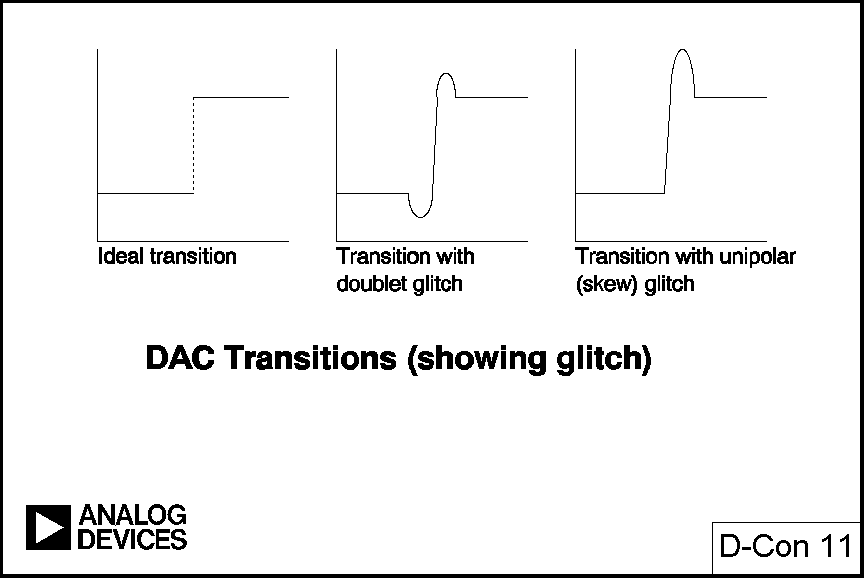 Ideal transition
Transition with
doublet glitch
Transition with unipolar
(skew) glitch
DAC Transitions (showing glitch)
ANALOG
DEVICES
D-Con 11